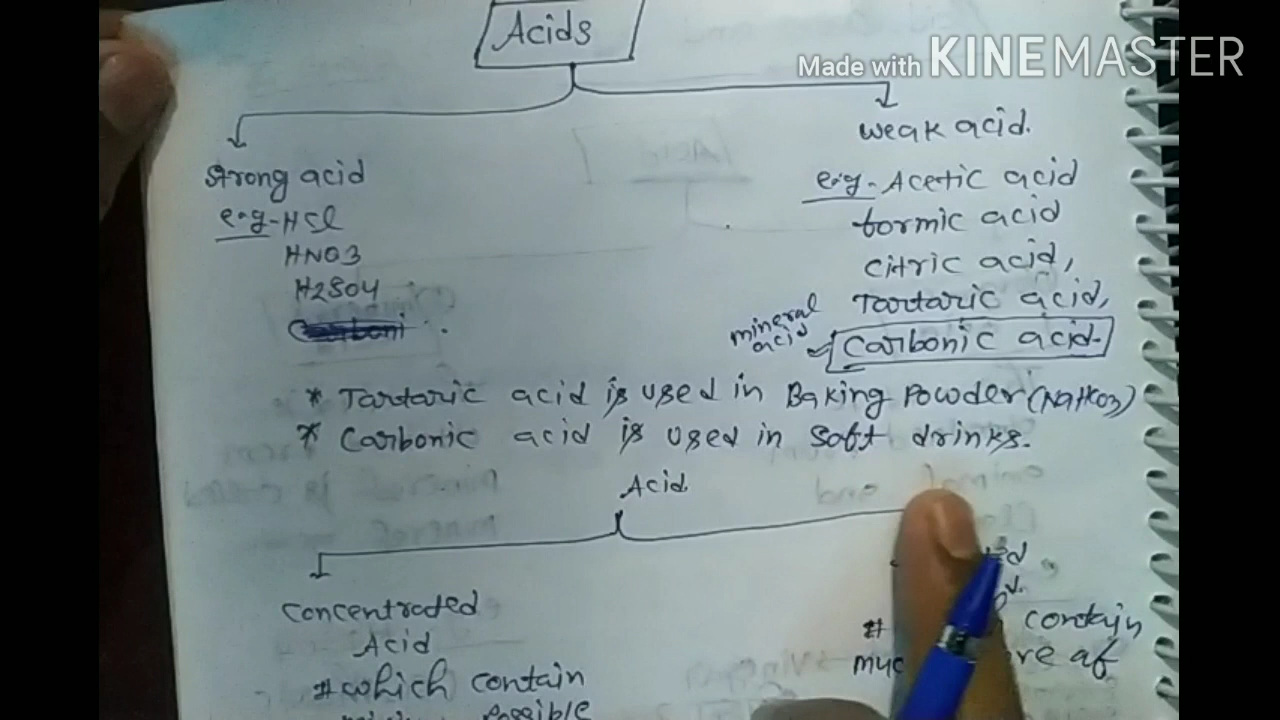 Acids
Made with KINEMASTER
Weak acid.
Strong acid
e.g - HCl
HNO3
H2SO4
e.g. - Acetic acid
formic acid
citric acid,
Tartaric acid,
mineral acid
Carbonic acid.
* Tartaric acid is used in Baking Powder (NaHCO3)
* Carbonic acid is used in soft drinks.
Acid
Concentrated
Acid
# which contain
possible
# contain